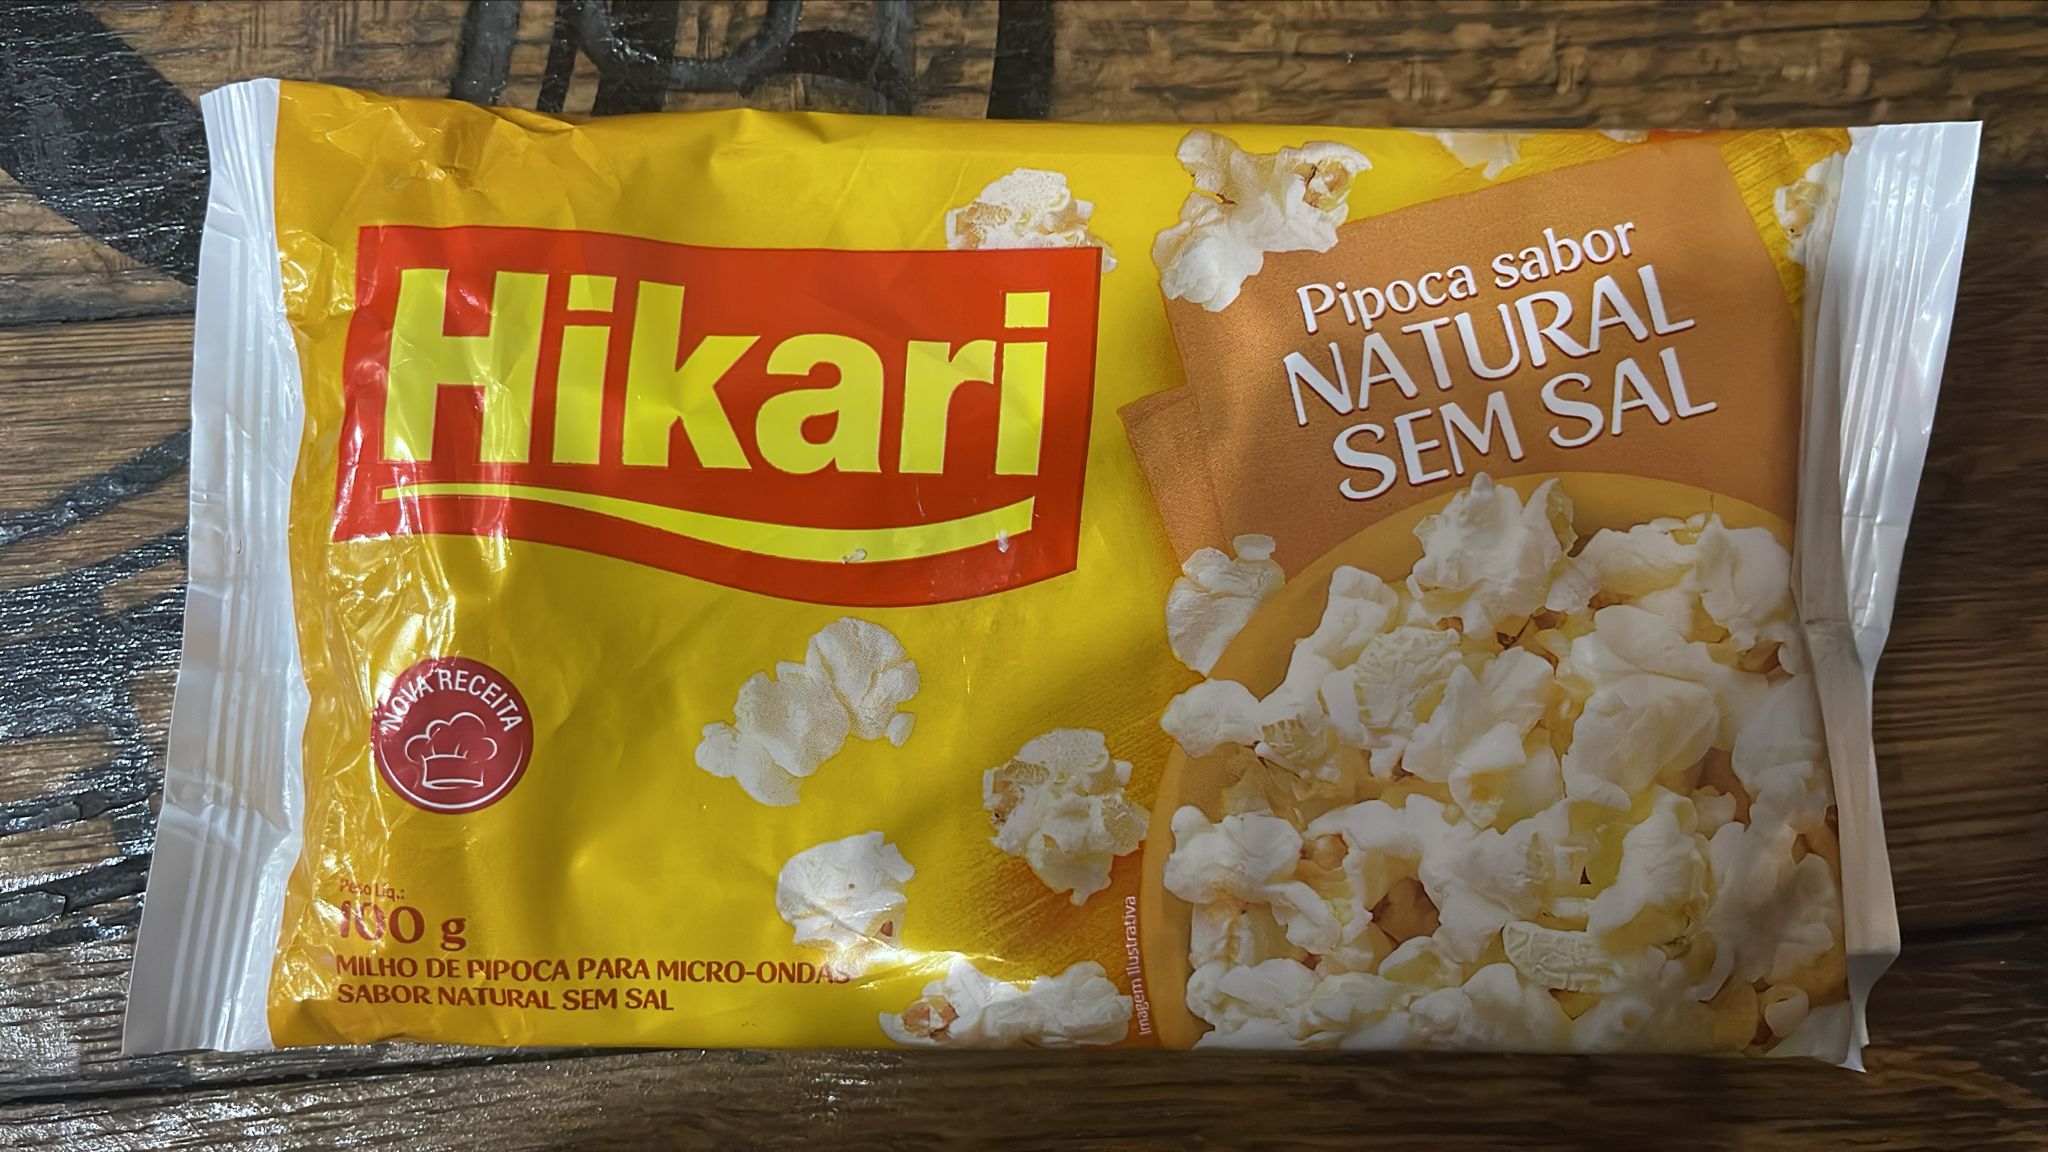 Hikari
Pipoca sabor
NATURAL
SEM SAL
NOVA RECEITA
Peso Líq.:
100 g
MILHO DE PIPOCA PARA MICRO-ONDAS
SABOR NATURAL SEM SAL
Imagem Ilustrativa